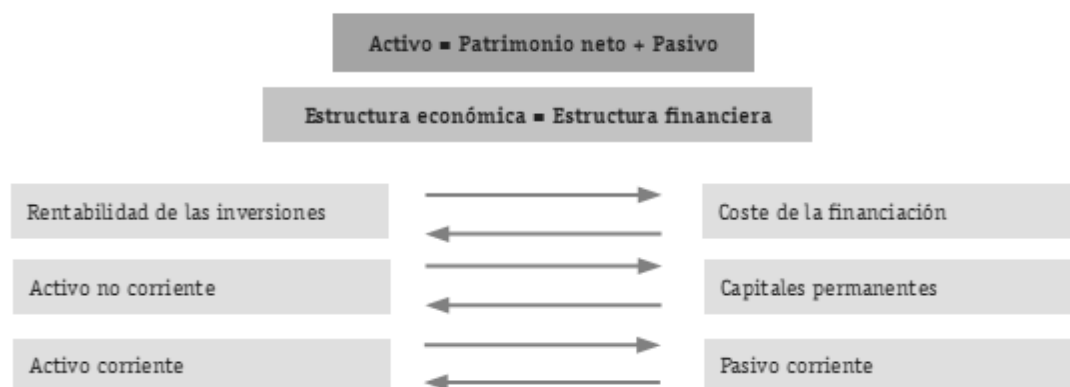 Activo = Patrimonio neto + Pasivo
Estructura económica = Estructura financiera
Rentabilidad de las inversiones
Coste de la financiación
Activo no corriente
Capitales permanentes
Activo corriente
Pasivo corriente